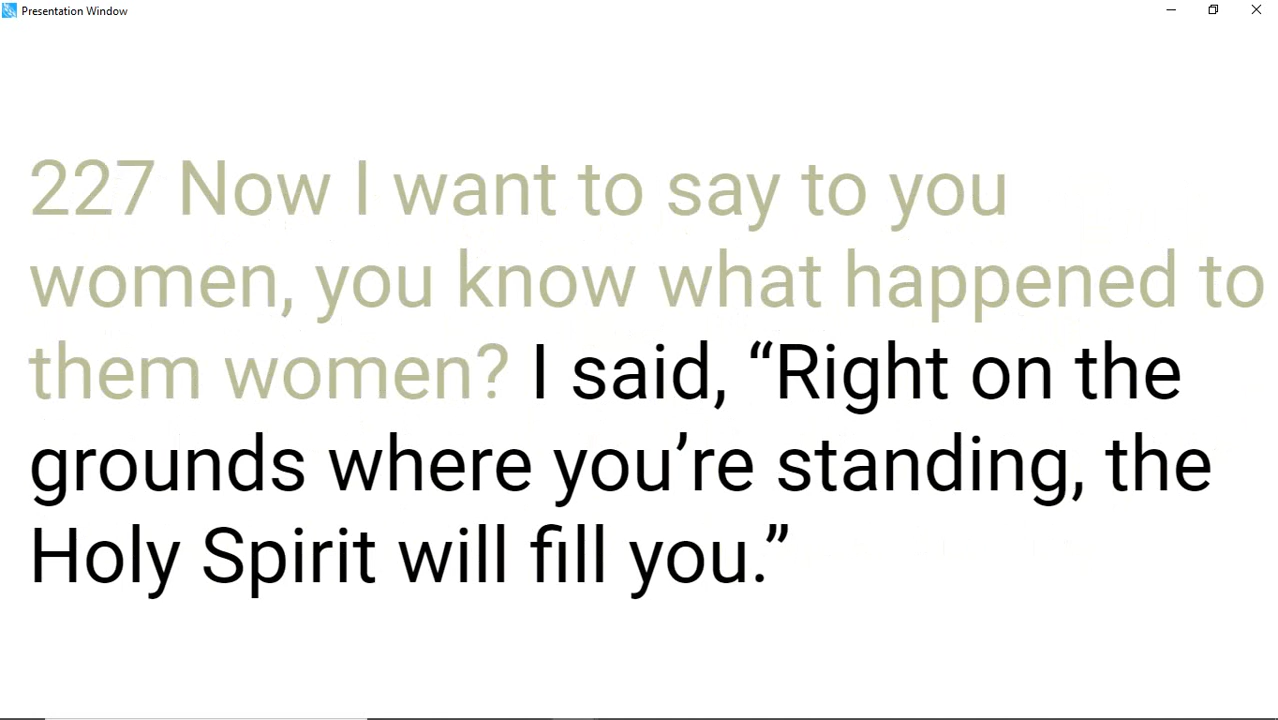 Presentation Window
227 Now I want to say to you
women, you know what happened to
them women? I said, “Right on the
grounds where you’re standing, the
Holy Spirit will fill you.”